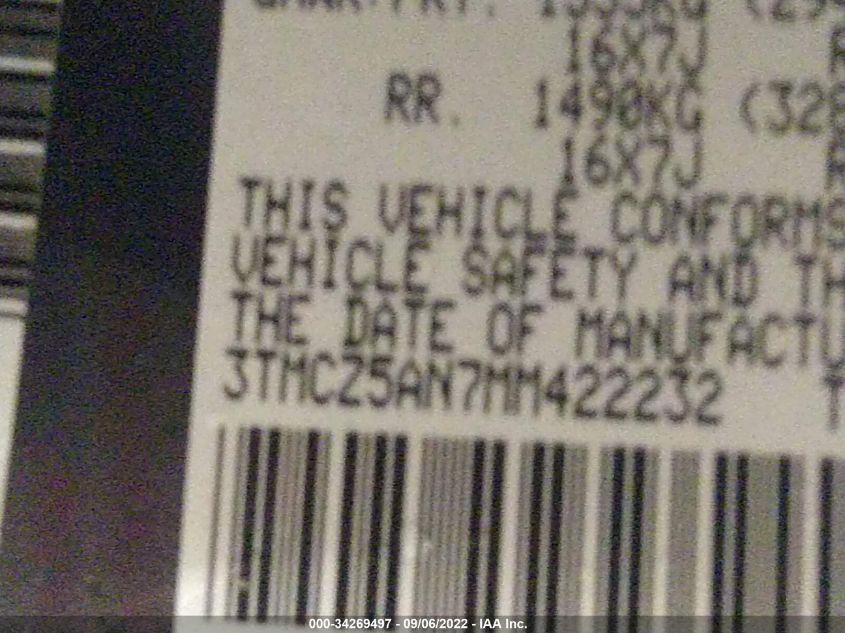 16X7J
RR. 1490KG (328
16X7J
THIS VEHICLE CONFORMS
VEHICLE SAFETY AND TH
THE DATE OF MANUFACTU
3TMCZ5AN7MM422232 T
000-34269497 - 09/06/2022 - IAA Inc.